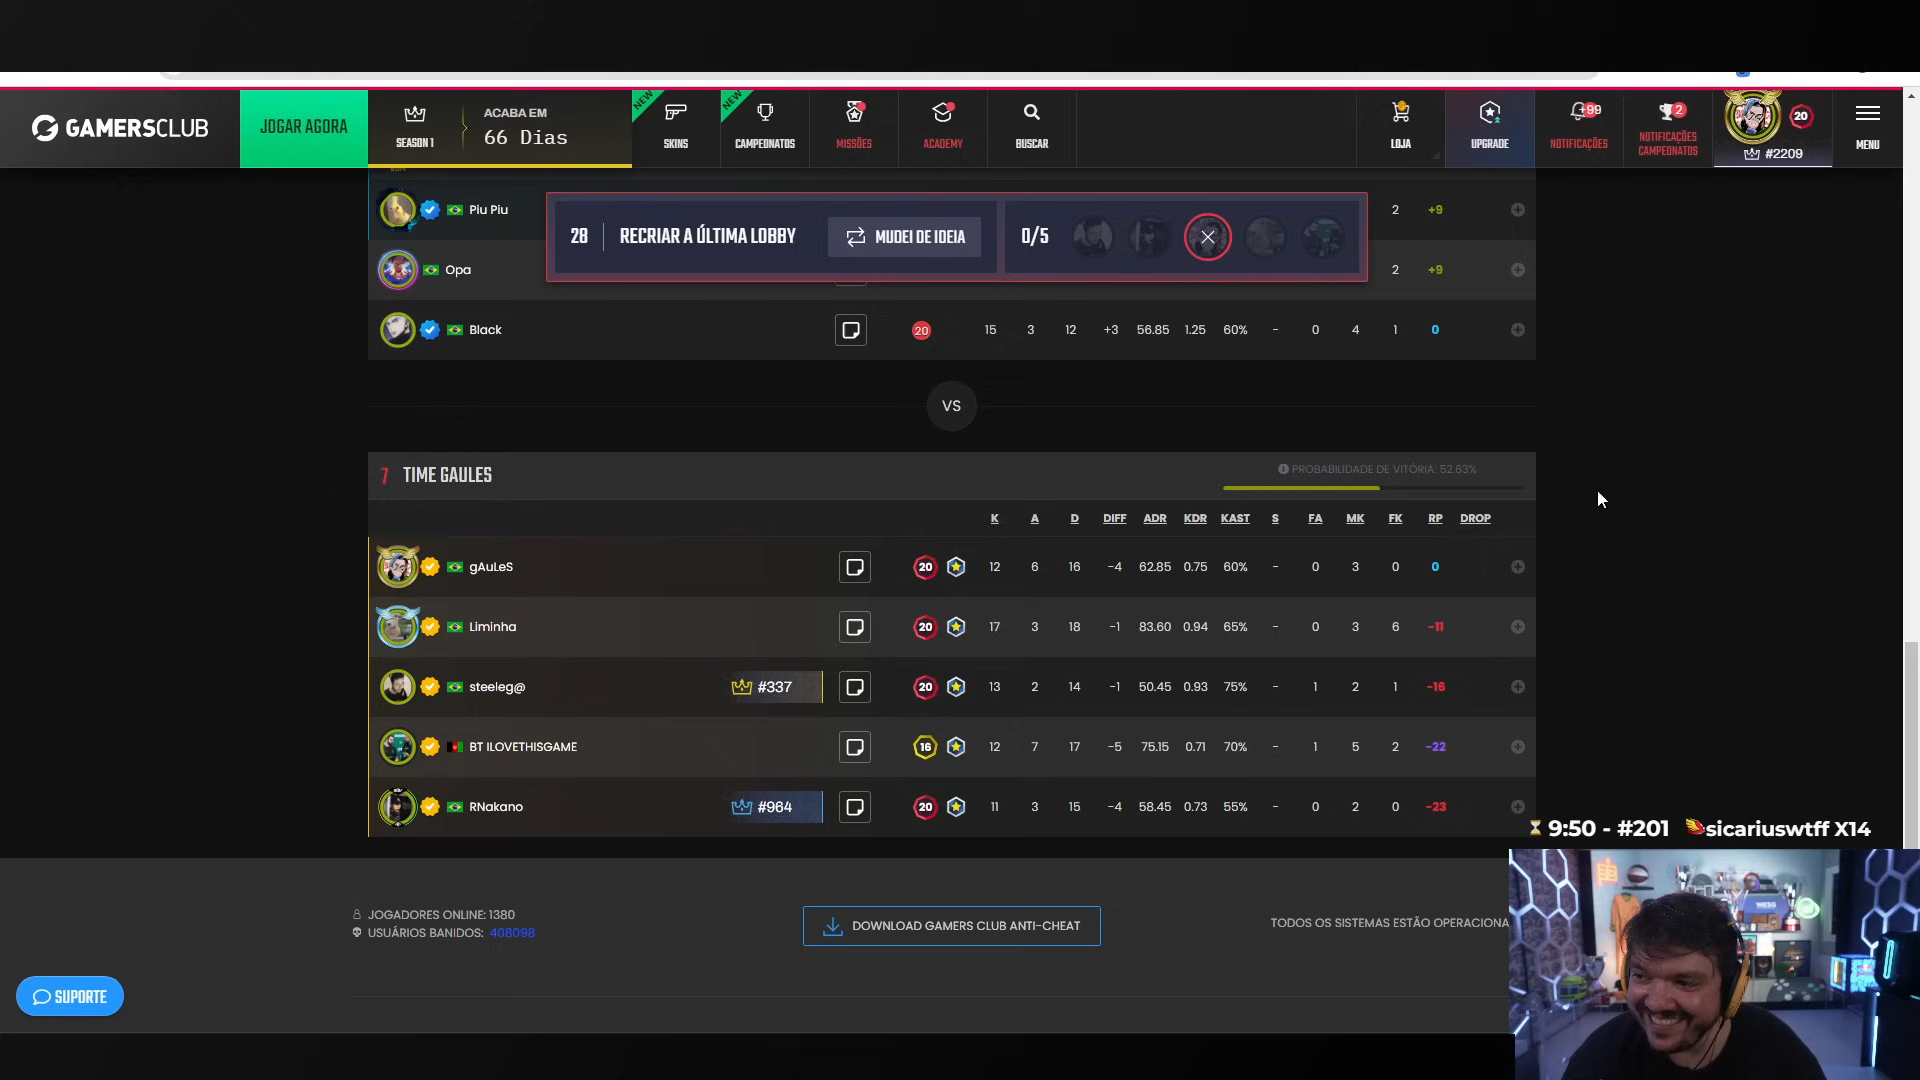 GAMERSCLUB
JOGAR AGORA
SEASON 1
ACABA EM
66 Dias
NEW
SKINS
NEW
CAMPEONATOS
MISSÕES
ACADEMY
BUSCAR
LOJA
UPGRADE
+99
NOTIFICAÇÕES
2
NOTIFICAÇÕES
CAMPEONATOS
20
#2209
MENU
Piu Piu
2 +9
28 RECRIAR A ÚLTIMA LOBBY MUDEI DE IDEIA 0/5
Opa
2 +9
Black 20 15 3 12 +3 56.85 1.25 60% - 0 4 1 0
VS
7 TIME GAULES
PROBABILIDADE DE VITÓRIA: 52.63%
K A D DIFF ADR KDR KAST S FA MK FK RP DROP
gAuLeS 20 12 6 16 -4 62.85 0.75 60% - 0 3 0 0
Liminha 20 17 3 18 -1 83.60 0.94 65% - 0 3 6 -11
steeleg@ #337 20 13 2 14 -1 50.45 0.93 75% - 1 2 1 -16
BT ILOVETHISGAME 16 12 7 17 -5 75.15 0.71 70% - 1 5 2 -22
RNakano #964 20 11 3 15 -4 58.45 0.73 55% - 0 2 0 -23
9:50 - #201 sicariuswtff X14
JOGADORES ONLINE: 1380
USUÁRIOS BANIDOS: 408098
DOWNLOAD GAMERS CLUB ANTI-CHEAT
TODOS OS SISTEMAS ESTÃO OPERACIONA
SUPORTE